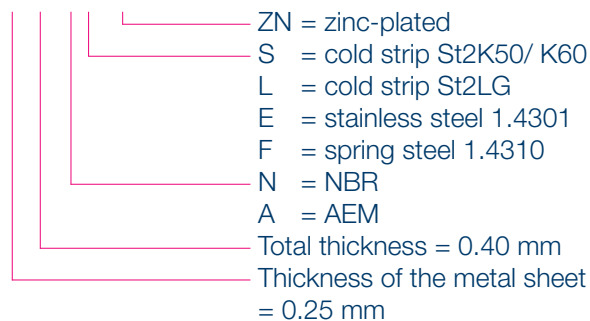 ZN = zinc-plated
S = cold strip St2K50/ K60
L = cold strip St2LG
E = stainless steel 1.4301
F = spring steel 1.4310
N = NBR
A = AEM
Total thickness = 0.40 mm
Thickness of the metal sheet
= 0.25 mm